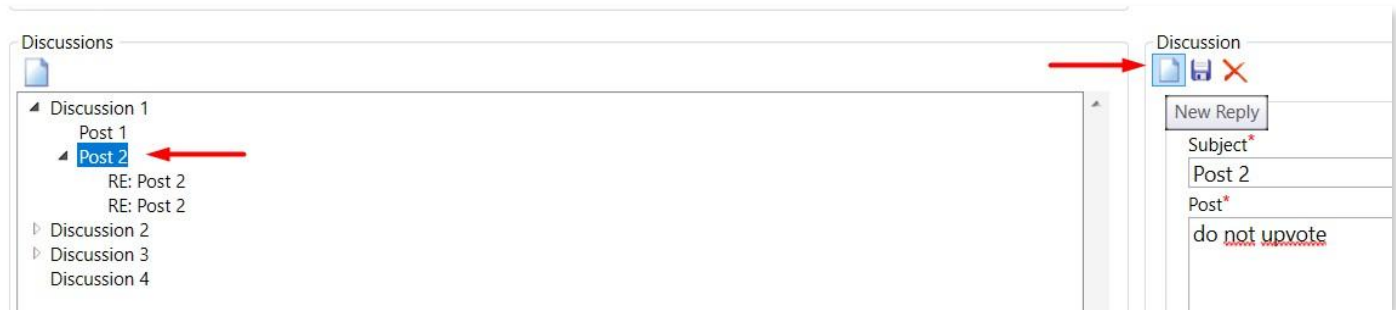 Discussions
Discussion 1
Post 1
Post 2
RE: Post 2
RE: Post 2
Discussion 2
Discussion 3
Discussion 4
Discussion
New Reply
Subject*
Post 2
Post*
do not upvote